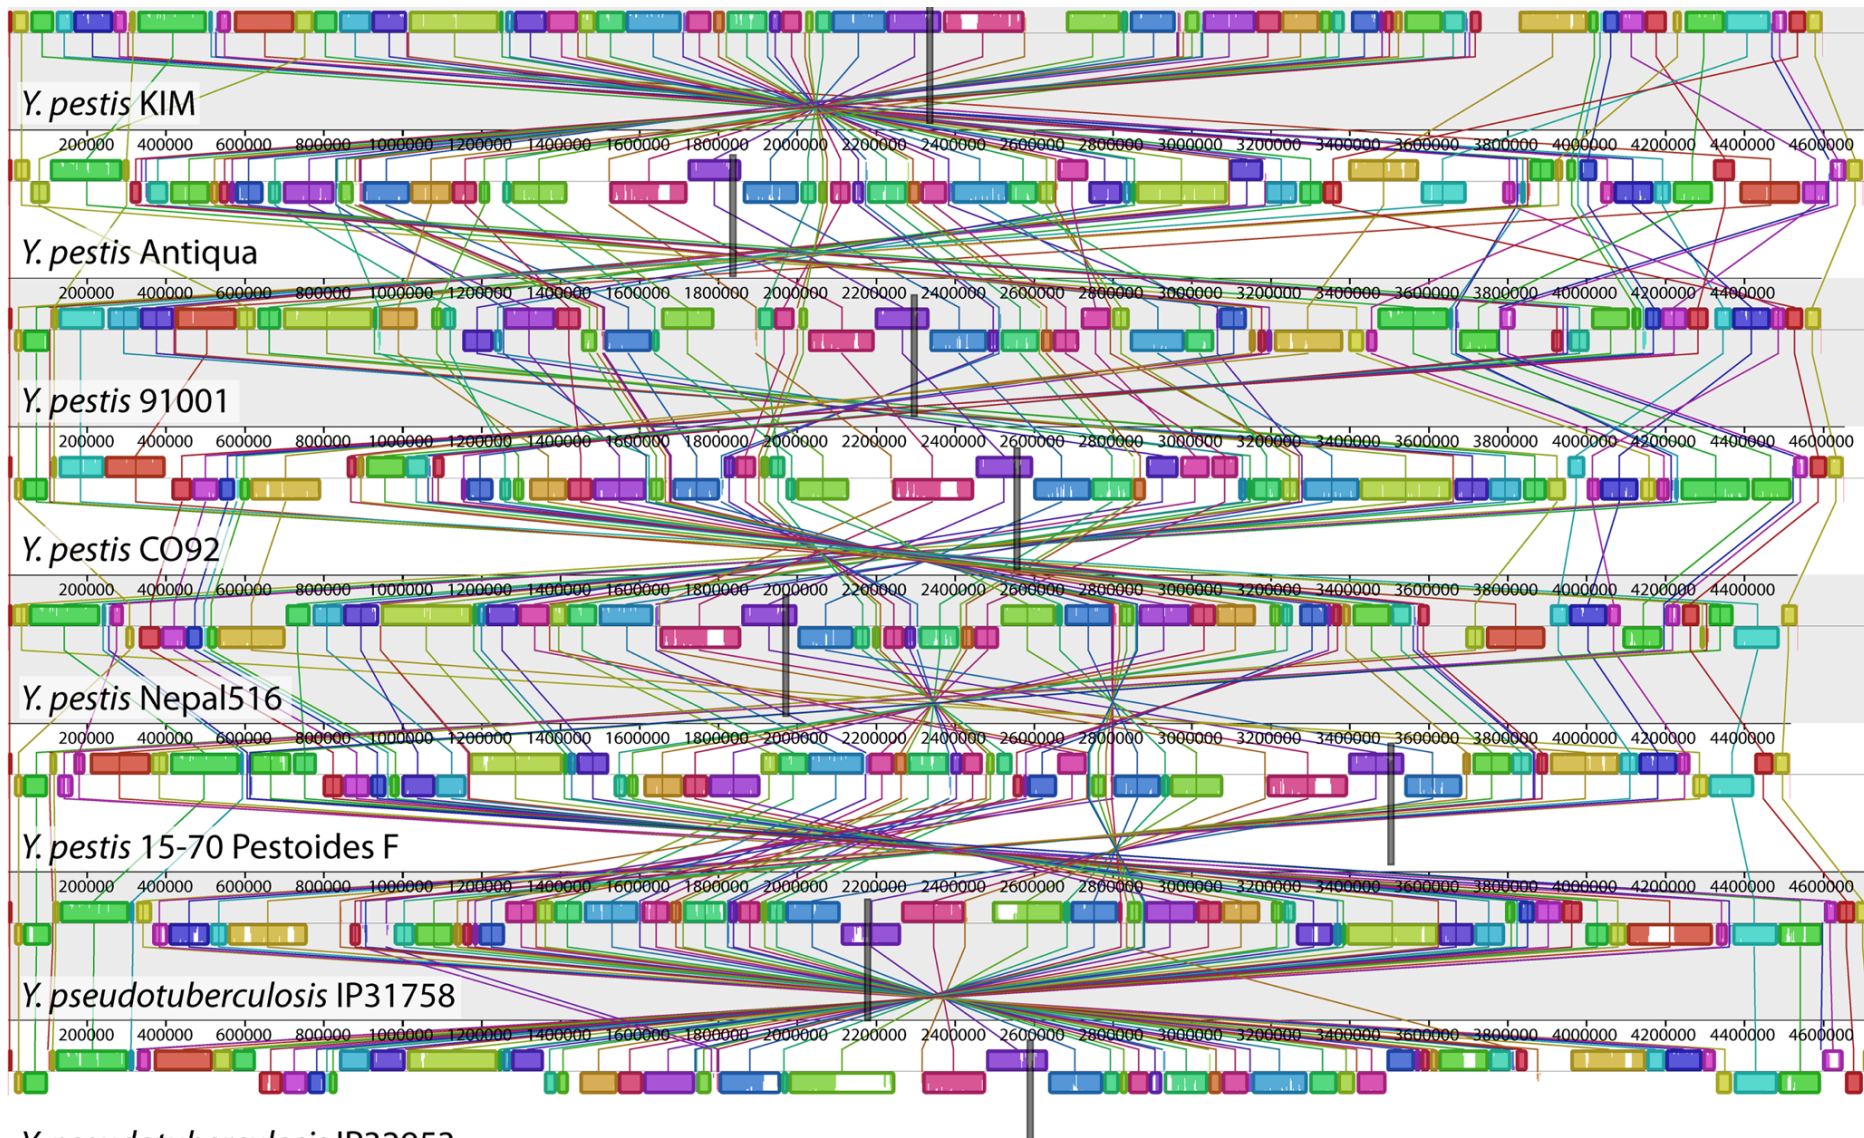 Y. pestis KIM
200000 400000 600000 800000 1000000 1200000 1400000 1600000 1800000 2000000 2200000 2400000 2600000 2800000 3000000 3200000 3400000 3600000 3800000 4000000 4200000 4400000 4600000
Y. pestis Antiqua
200000 400000 600000 800000 1000000 1200000 1400000 1600000 1800000 2000000 2200000 2400000 2600000 2800000 3000000 3200000 3400000 3600000 3800000 4000000 4200000 4400000
Y. pestis 91001
200000 400000 600000 800000 1000000 1200000 1400000 1600000 1800000 2000000 2200000 2400000 2600000 2800000 3000000 3200000 3400000 3600000 3800000 4000000 4200000 4400000 4600000
Y. pestis CO92
200000 400000 600000 800000 1000000 1200000 1400000 1600000 1800000 2000000 2200000 2400000 2600000 2800000 3000000 3200000 3400000 3600000 3800000 4000000 4200000 4400000
Y. pestis Nepal516
200000 400000 600000 800000 1000000 1200000 1400000 1600000 1800000 2000000 2200000 2400000 2600000 2800000 3000000 3200000 3400000 3600000 3800000 4000000 4200000 4400000
Y. pestis 15-70 Pestoides F
200000 400000 600000 800000 1000000 1200000 1400000 1600000 1800000 2000000 2200000 2400000 2600000 2800000 3000000 3200000 3400000 3600000 3800000 4000000 4200000 4400000 4600000
Y. pseudotuberculosis IP31758
200000 400000 600000 800000 1000000 1200000 1400000 1600000 1800000 2000000 2200000 2400000 2600000 2800000 3000000 3200000 3400000 3600000 3800000 4000000 4200000 4400000 4600000